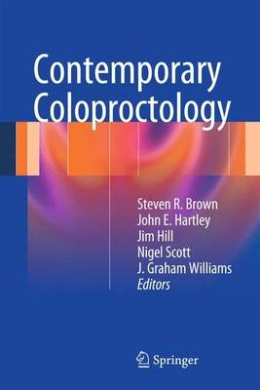 Contemporary
Coloproctology
Steven R. Brown
John E. Hartley
Jim Hill
Nigel Scott
J. Graham Williams
Editors
Springer